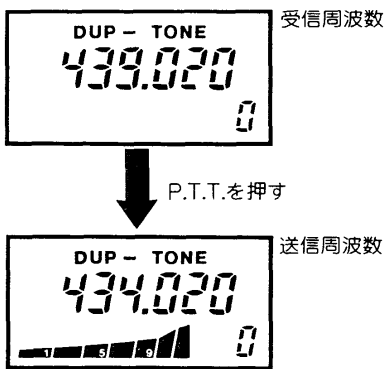 DUP – TONE
受信周波数
439.020
0
P.T.T.を押す
DUP – TONE
送信周波数
434.020
1 5 9
0